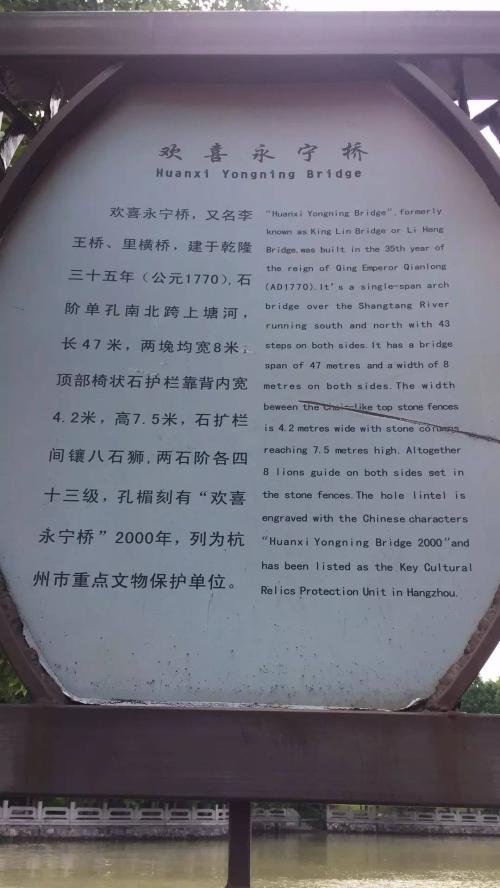 欢喜永宁桥
Huanxi Yongning Bridge
欢喜永宁桥，又名李
王桥、里横桥，建于乾隆
三十五年（公元1770),石
阶单孔南北跨上塘河，
长47米，两堍均宽8米，
顶部椅状石护栏靠背内宽
4.2米，高7.5米，石扩栏
间镶八石狮,两石阶各四
十三级，孔楣刻有“欢喜
永宁桥”2000年，列为杭
州市重点文物保护单位。
“Huanxi Yongning Bridge”,formerly
known as King Lin Bridge or Li Heng
Bridge,was built in the 35th year of
the reign of Qing Emperor Qianlong
(AD1770).It's a single-span arch
bridge over the Shangtang River
running south and north with 43
steps on both sides.It has a bridge
span of 47 metres and a width of 8
metres on both sides.The width
beween the chair-like top stone fences
is 4.2 metres wide with stone columns
reaching 7.5 metres high. Altogether
8 lions guide on both sides set in
the stone fences.The hole lintel is
engraved with the Chinese characters
“Huanxi Yongning Bridge 2000”and
has been listed as the Key Cultural
Relics Protection Unit in Hangzhou.